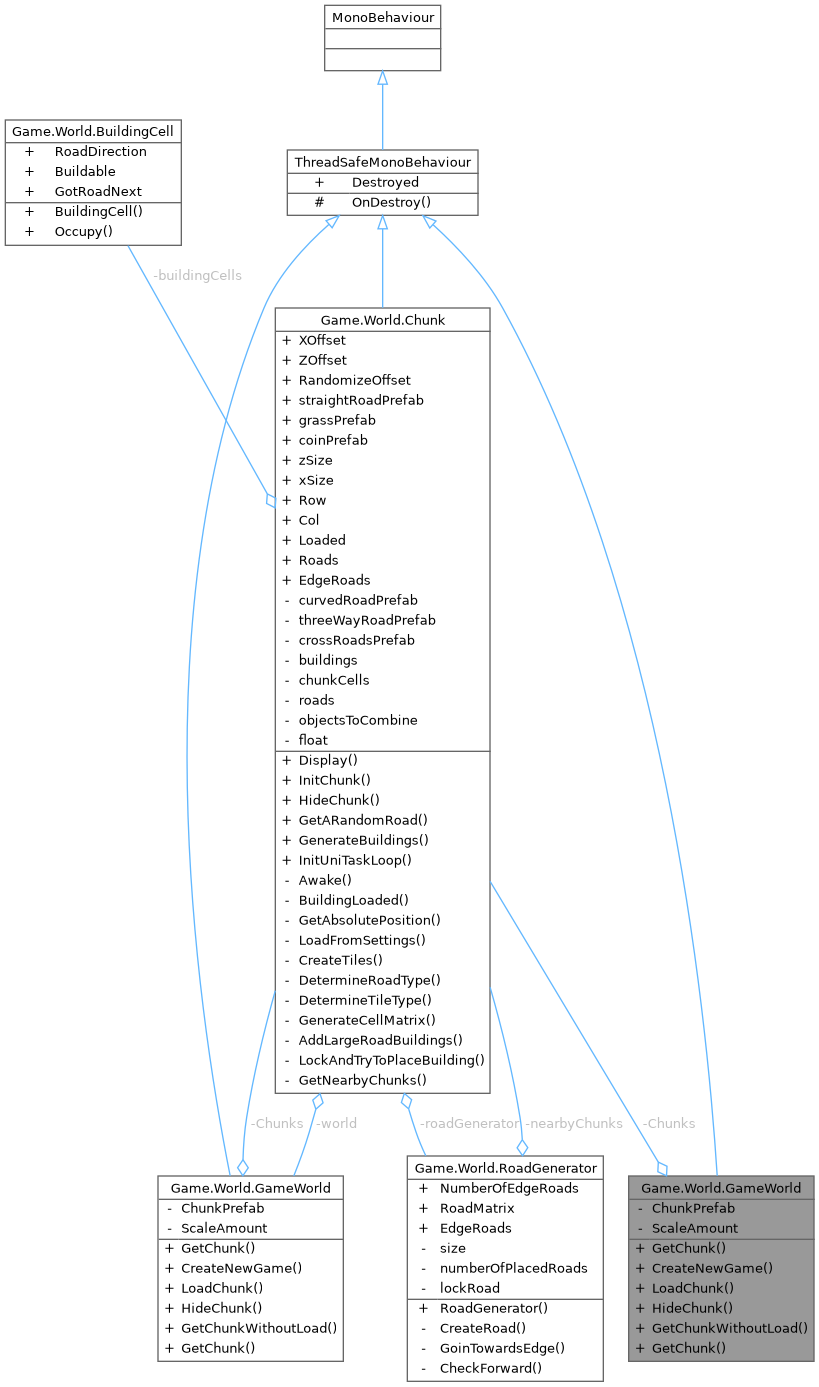 MonoBehaviour
ThreadSafeMonoBehaviour
+ Destroyed
# OnDestroy()
Game.World.BuildingCell
+ RoadDirection
+ Buildable
+ GotRoadNext
+ BuildingCell()
+ Occupy()
-buildingCells
Game.World.Chunk
+ XOffset
+ ZOffset
+ RandomizeOffset
+ straightRoadPrefab
+ grassPrefab
+ coinPrefab
+ zSize
+ xSize
+ Row
+ Col
+ Loaded
+ Roads
+ EdgeRoads
- curvedRoadPrefab
- threeWayRoadPrefab
- crossRoadsPrefab
- buildings
- chunkCells
- roads
- objectsToCombine
- float
+ Display()
+ InitChunk()
+ HideChunk()
+ GetARandomRoad()
+ GenerateBuildings()
+ InitUniTaskLoop()
- Awake()
- BuildingLoaded()
- GetAbsolutePosition()
- LoadFromSettings()
- CreateTiles()
- DetermineRoadType()
- DetermineTileType()
- GenerateCellMatrix()
- AddLargeRoadBuildings()
- LockAndTryToPlaceBuilding()
- GetNearbyChunks()
-Chunks
-world
-roadGenerator
-nearbyChunks
-Chunks
Game.World.GameWorld
- ChunkPrefab
- ScaleAmount
+ GetChunk()
+ CreateNewGame()
+ LoadChunk()
+ HideChunk()
+ GetChunkWithoutLoad()
+ GetChunk()
Game.World.RoadGenerator
+ NumberOfEdgeRoads
+ RoadMatrix
+ EdgeRoads
- size
- numberOfPlacedRoads
- lockRoad
+ RoadGenerator()
- CreateRoad()
- GoinTowardsEdge()
- CheckForward()
Game.World.GameWorld
- ChunkPrefab
- ScaleAmount
+ GetChunk()
+ CreateNewGame()
+ LoadChunk()
+ HideChunk()
+ GetChunkWithoutLoad()
+ GetChunk()